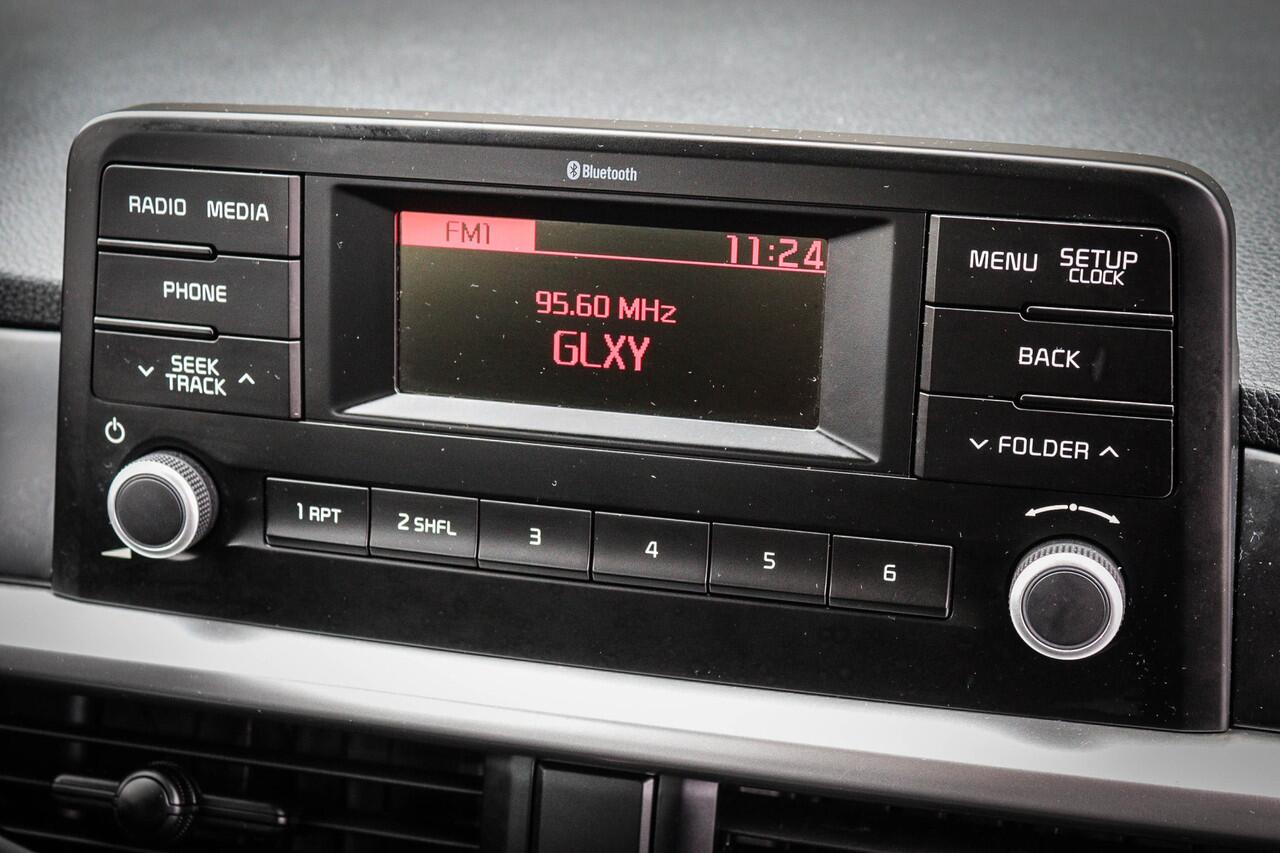 Bluetooth
RADIO MEDIA
PHONE
SEEK
TRACK
FM1 11:24
95.60 MHz
GLXY
MENU SETUP
CLOCK
BACK
FOLDER
1 RPT 2 SHFL 3 4 5 6